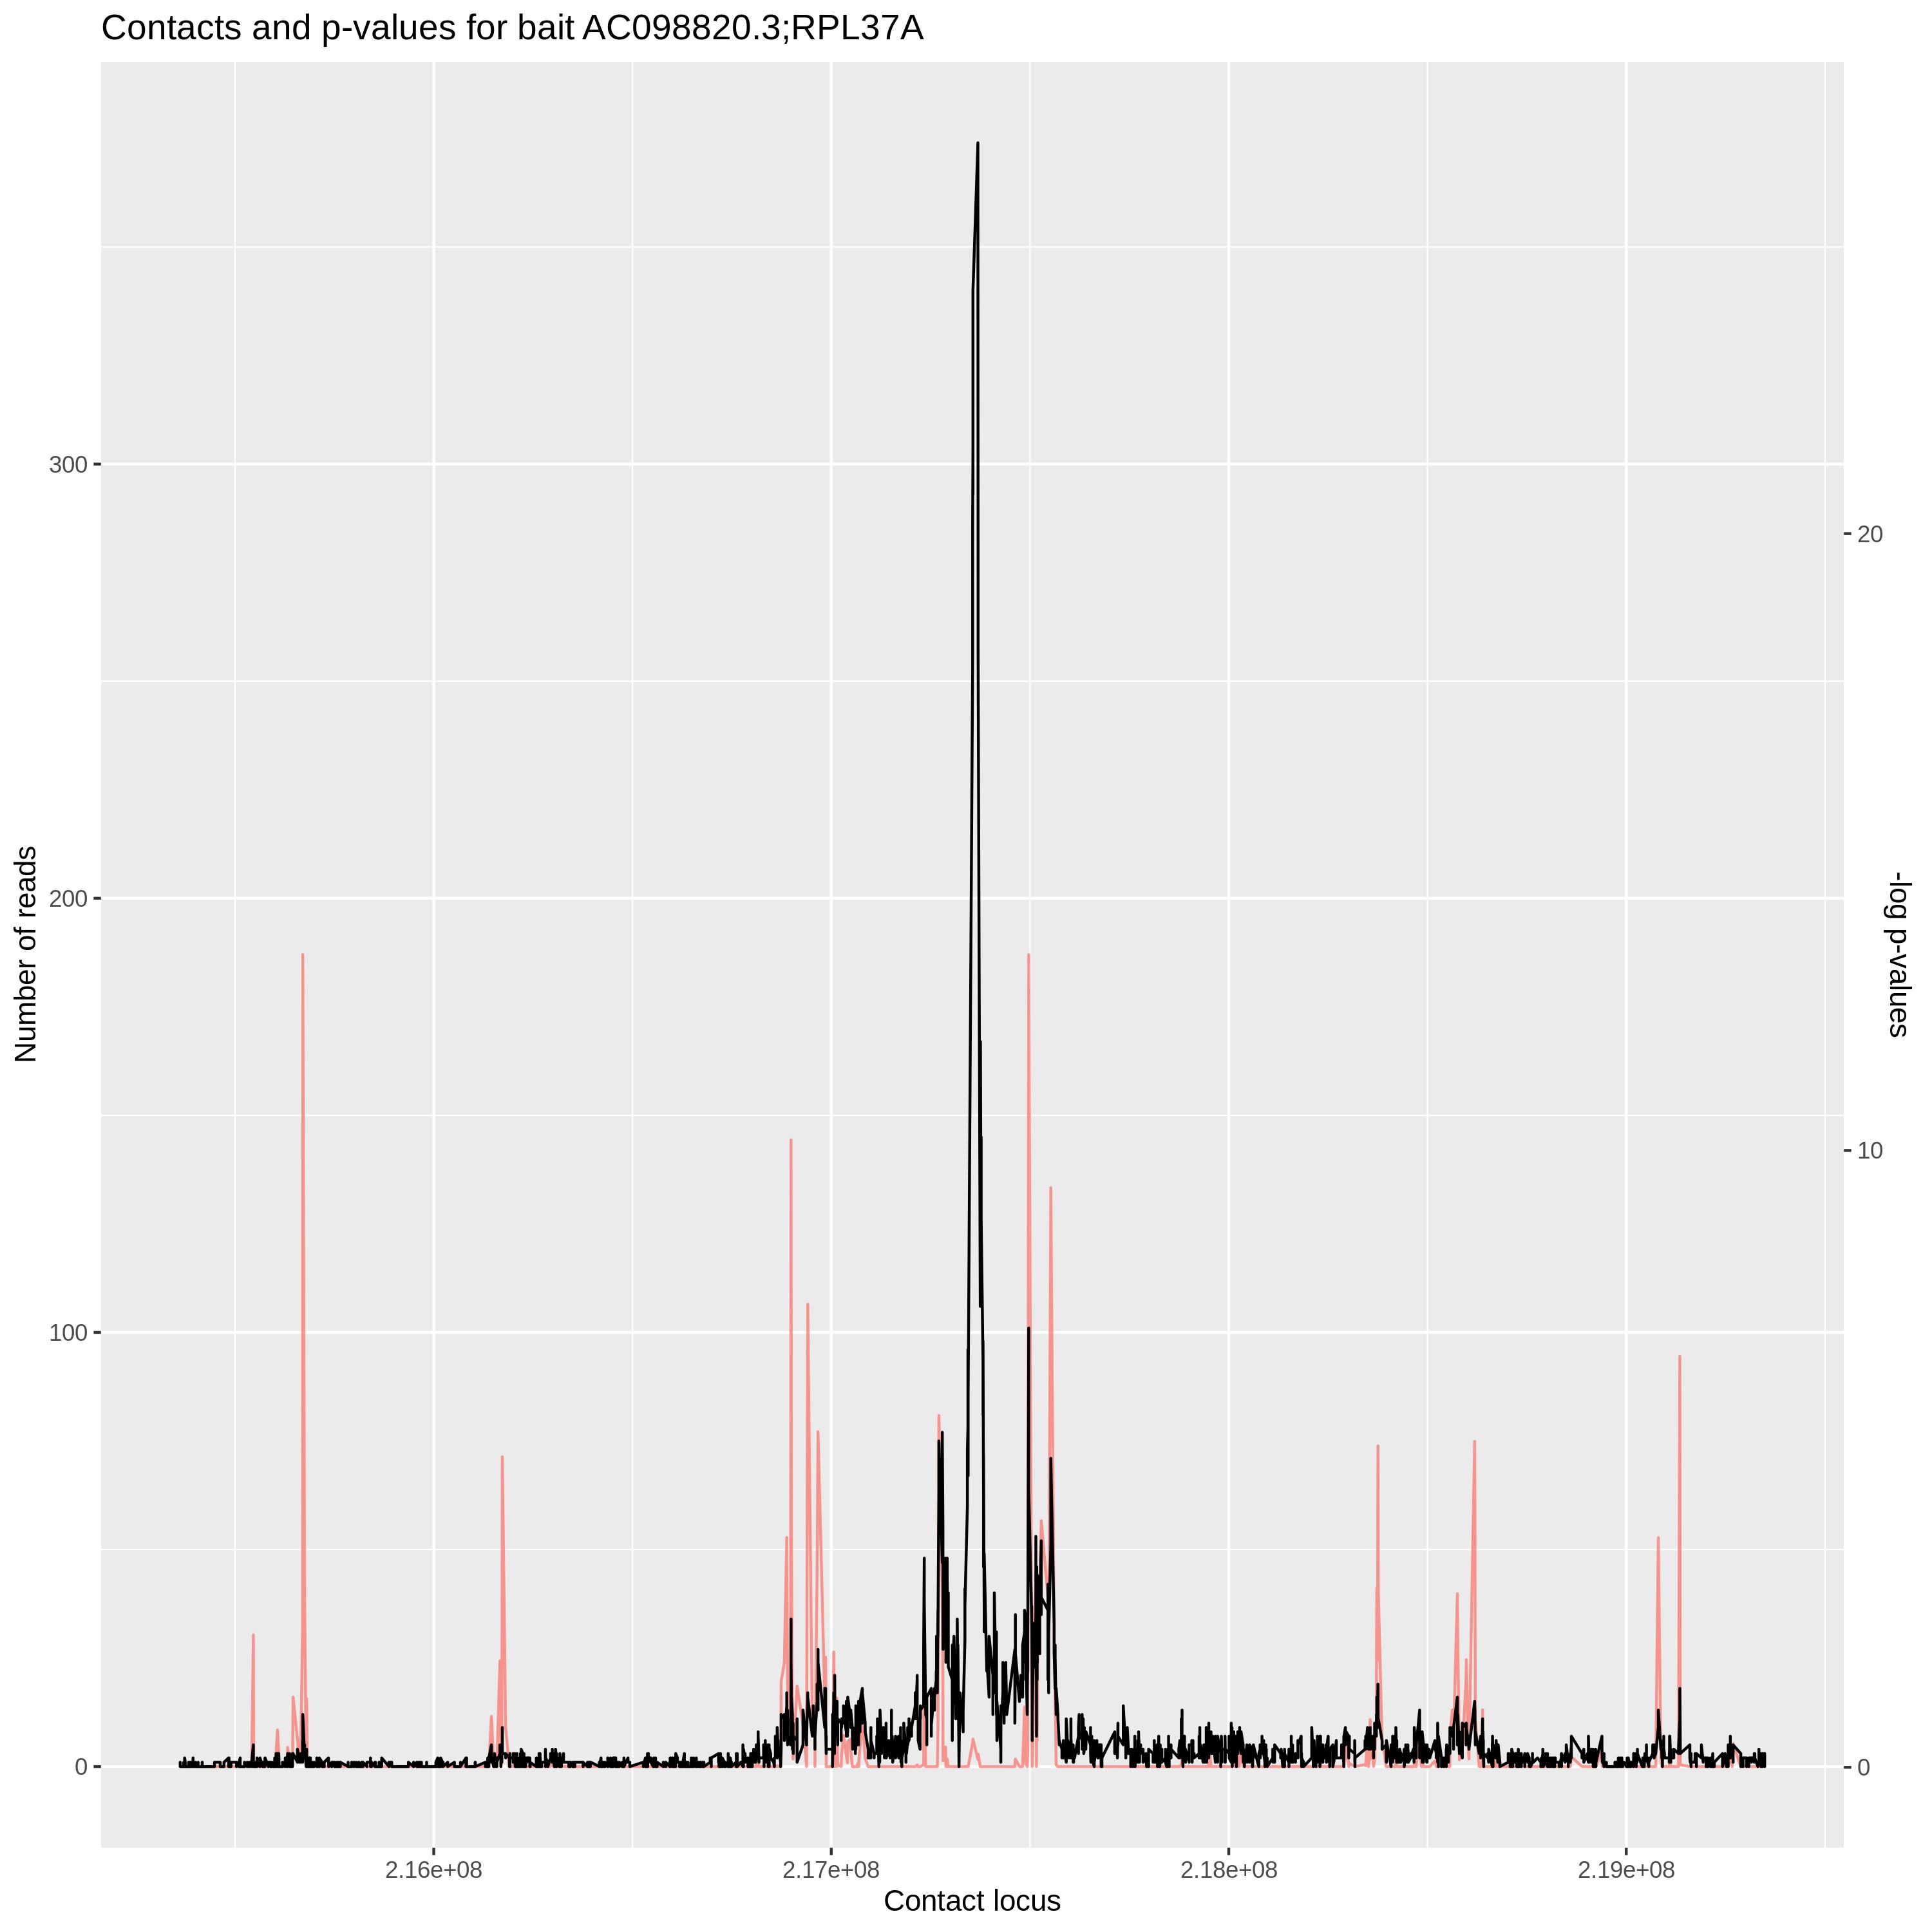 Contacts and p-values for bait AC098820.3;RPL37A
300
200
100
0
Number of reads
20
10
0
-log p-values
2.16e+08 2.17e+08 2.18e+08 2.19e+08
Contact locus